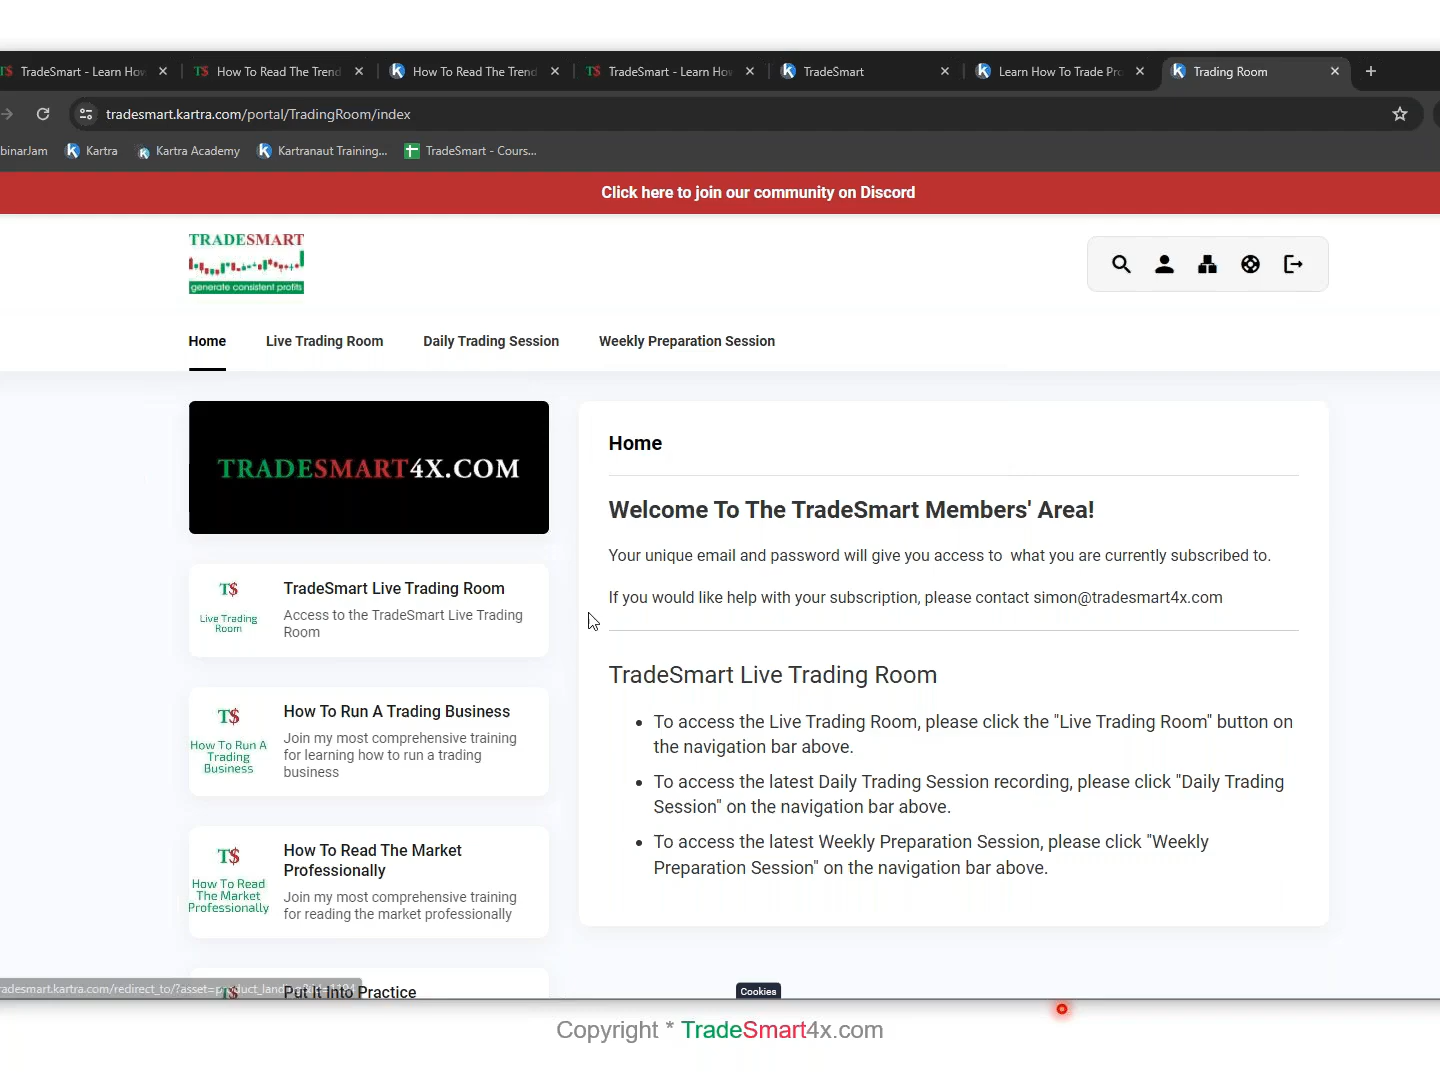 TradeSmart - Learn How
How To Read The Trend
How To Read The Trend
TradeSmart - Learn How
TradeSmart
Learn How To Trade Pro
Trading Room
tradesmart.kartra.com/portal/TradingRoom/index
binarJam
Kartra
Kartra Academy
Kartranaut Training...
TradeSmart - Cours...
Click here to join our community on Discord
TRADESMART
generate consistent profits
Home
Live Trading Room
Daily Trading Session
Weekly Preparation Session
TRADESMART4X.COM
T$
Live Trading
Room
TradeSmart Live Trading Room
Access to the TradeSmart Live Trading
Room
T$
How To Run A
Trading
Business
How To Run A Trading Business
Join my most comprehensive training
for learning how to run a trading
business
T$
How To Read
The Market
Professionally
How To Read The Market
Professionally
Join my most comprehensive training
for reading the market professionally
T$
Put It Into Practice
Home
Welcome To The TradeSmart Members' Area!
Your unique email and password will give you access to  what you are currently subscribed to.
If you would like help with your subscription, please contact simon@tradesmart4x.com
TradeSmart Live Trading Room
To access the Live Trading Room, please click the "Live Trading Room" button on
the navigation bar above.
To access the latest Daily Trading Session recording, please click "Daily Trading
Session" on the navigation bar above.
To access the latest Weekly Preparation Session, please click "Weekly
Preparation Session" on the navigation bar above.
Cookies
Copyright * TradeSmart4x.com